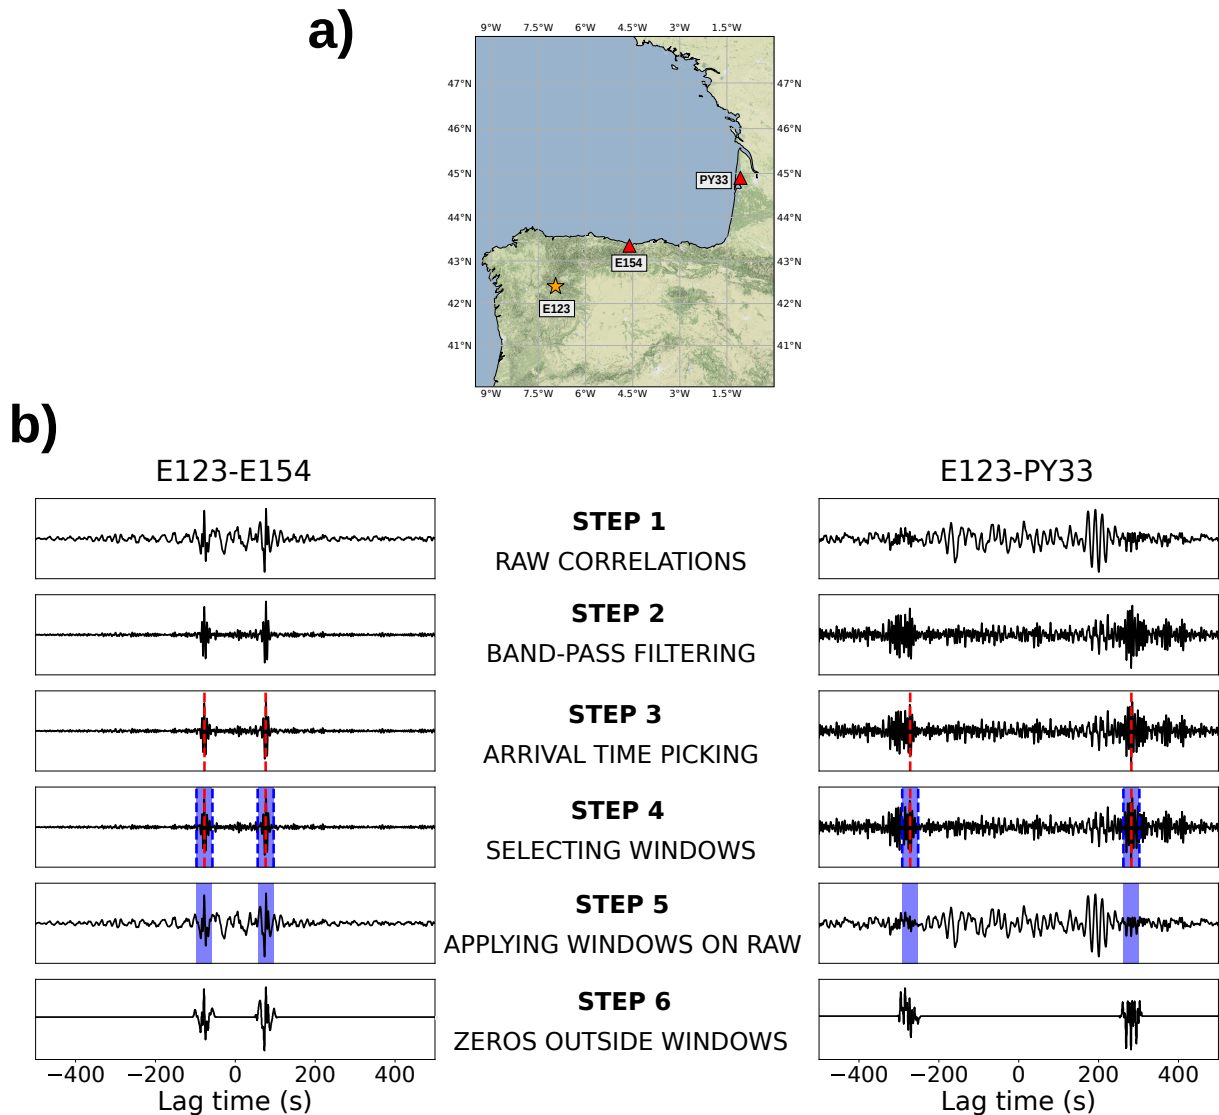 a)
9°W 7.5°W 6°W 4.5°W 3°W 1.5°W
47°N 47°N
46°N 46°N
45°N PY33 45°N
44°N 44°N
43°N E154 43°N
42°N E123 42°N
41°N 41°N
9°W 7.5°W 6°W 4.5°W 3°W 1.5°W
b)
E123-E154 E123-PY33
STEP 1
RAW CORRELATIONS
STEP 2
BAND-PASS FILTERING
STEP 3
ARRIVAL TIME PICKING
STEP 4
SELECTING WINDOWS
STEP 5
APPLYING WINDOWS ON RAW
STEP 6
ZEROS OUTSIDE WINDOWS
−400 −200 0 200 400 −400 −200 0 200 400
Lag time (s) Lag time (s)